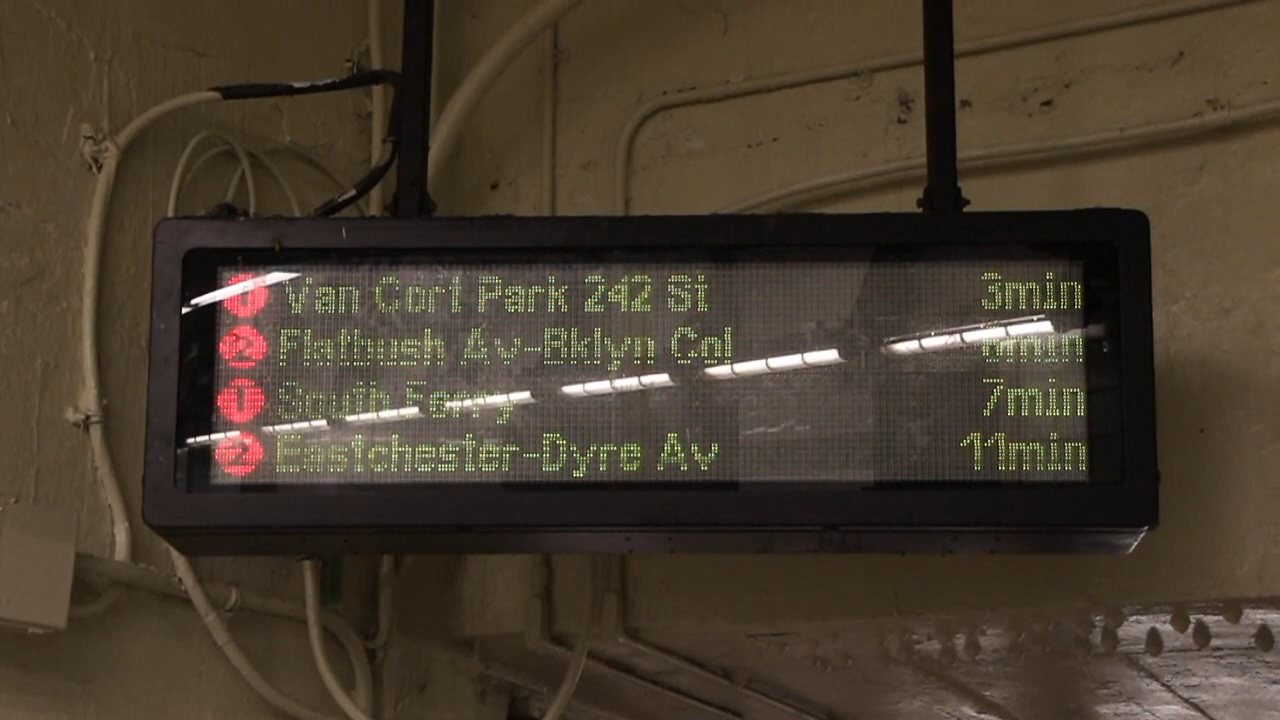 1 Van Cort Park 242 St 3min
2 Flatbush Av-Bklyn Col 6min
1 South Ferry 7min
2 Eastchester-Dyre Av 11min